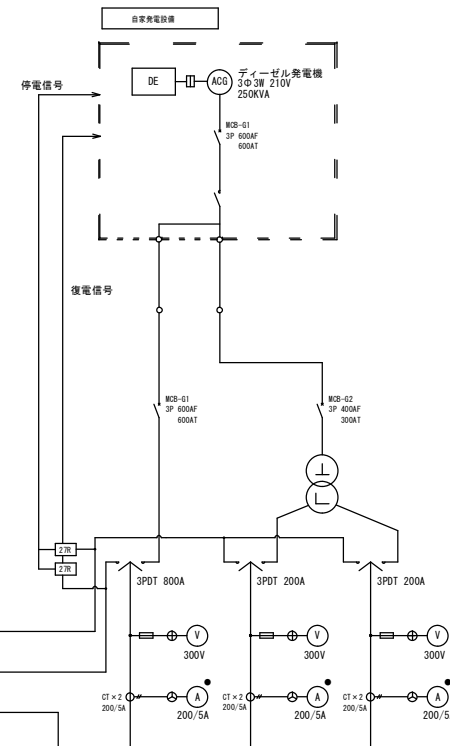 自家発電設備
停電信号
DE
ACG
ディーゼル発電機
3Φ3W 210V
250KVA
MCB-G1
3P 600AF
600AT
復電信号
MCB-G1
3P 600AF
600AT
MCB-G2
3P 400AF
300AT
27R
27R
3PDT 800A
3PDT 200A
3PDT 200A
V
300V
V
300V
V
300V
CT×2
200/5A
A
200/5A
CT×2
200/5A
A
200/5A
CT×2
200/5A
A
200/5A